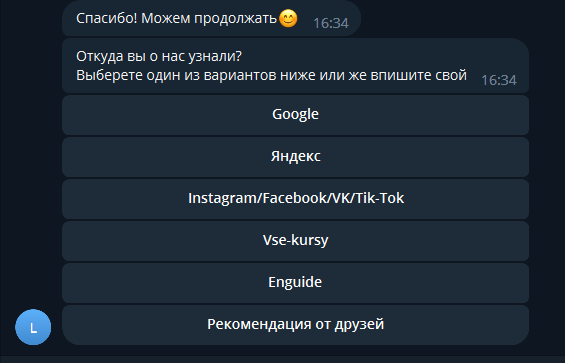 Спасибо! Можем продолжать😊 16:34
Откуда вы о нас узнали?
Выберете один из вариантов ниже или же впишите свой 16:34
Google
Яндекс
Instagram/Facebook/VK/Tik-Tok
Vse-kursy
Enguide
L
Рекомендация от друзей